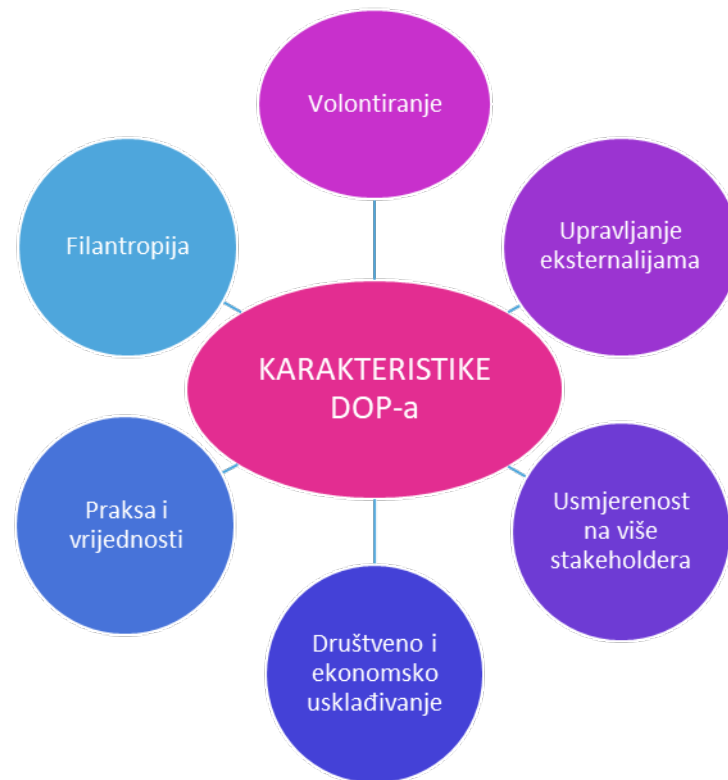 Volontiranje
Upravljanje
eksternalijama
Usmjerenost
na više
stakeholdera
Društveno i
ekonomsko
usklađivanje
Praksa i
vrijednosti
Filantropija
KARAKTERISTIKE
DOP-a